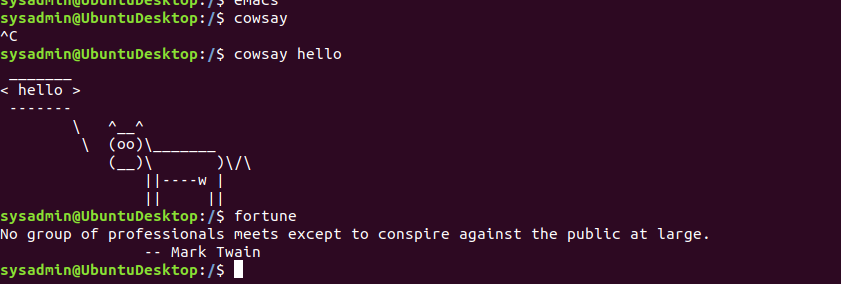 sysadmin@UbuntuDesktop:/$ emacs
sysadmin@UbuntuDesktop:/$ cowsay
^C
sysadmin@UbuntuDesktop:/$ cowsay hello
 _______
< hello >
 -------
        \   ^__^
         \  (oo)\_______
            (__)\       )\/\
                ||----w |
                ||     ||
sysadmin@UbuntuDesktop:/$ fortune
No group of professionals meets except to conspire against the public at large.
                -- Mark Twain
sysadmin@UbuntuDesktop:/$